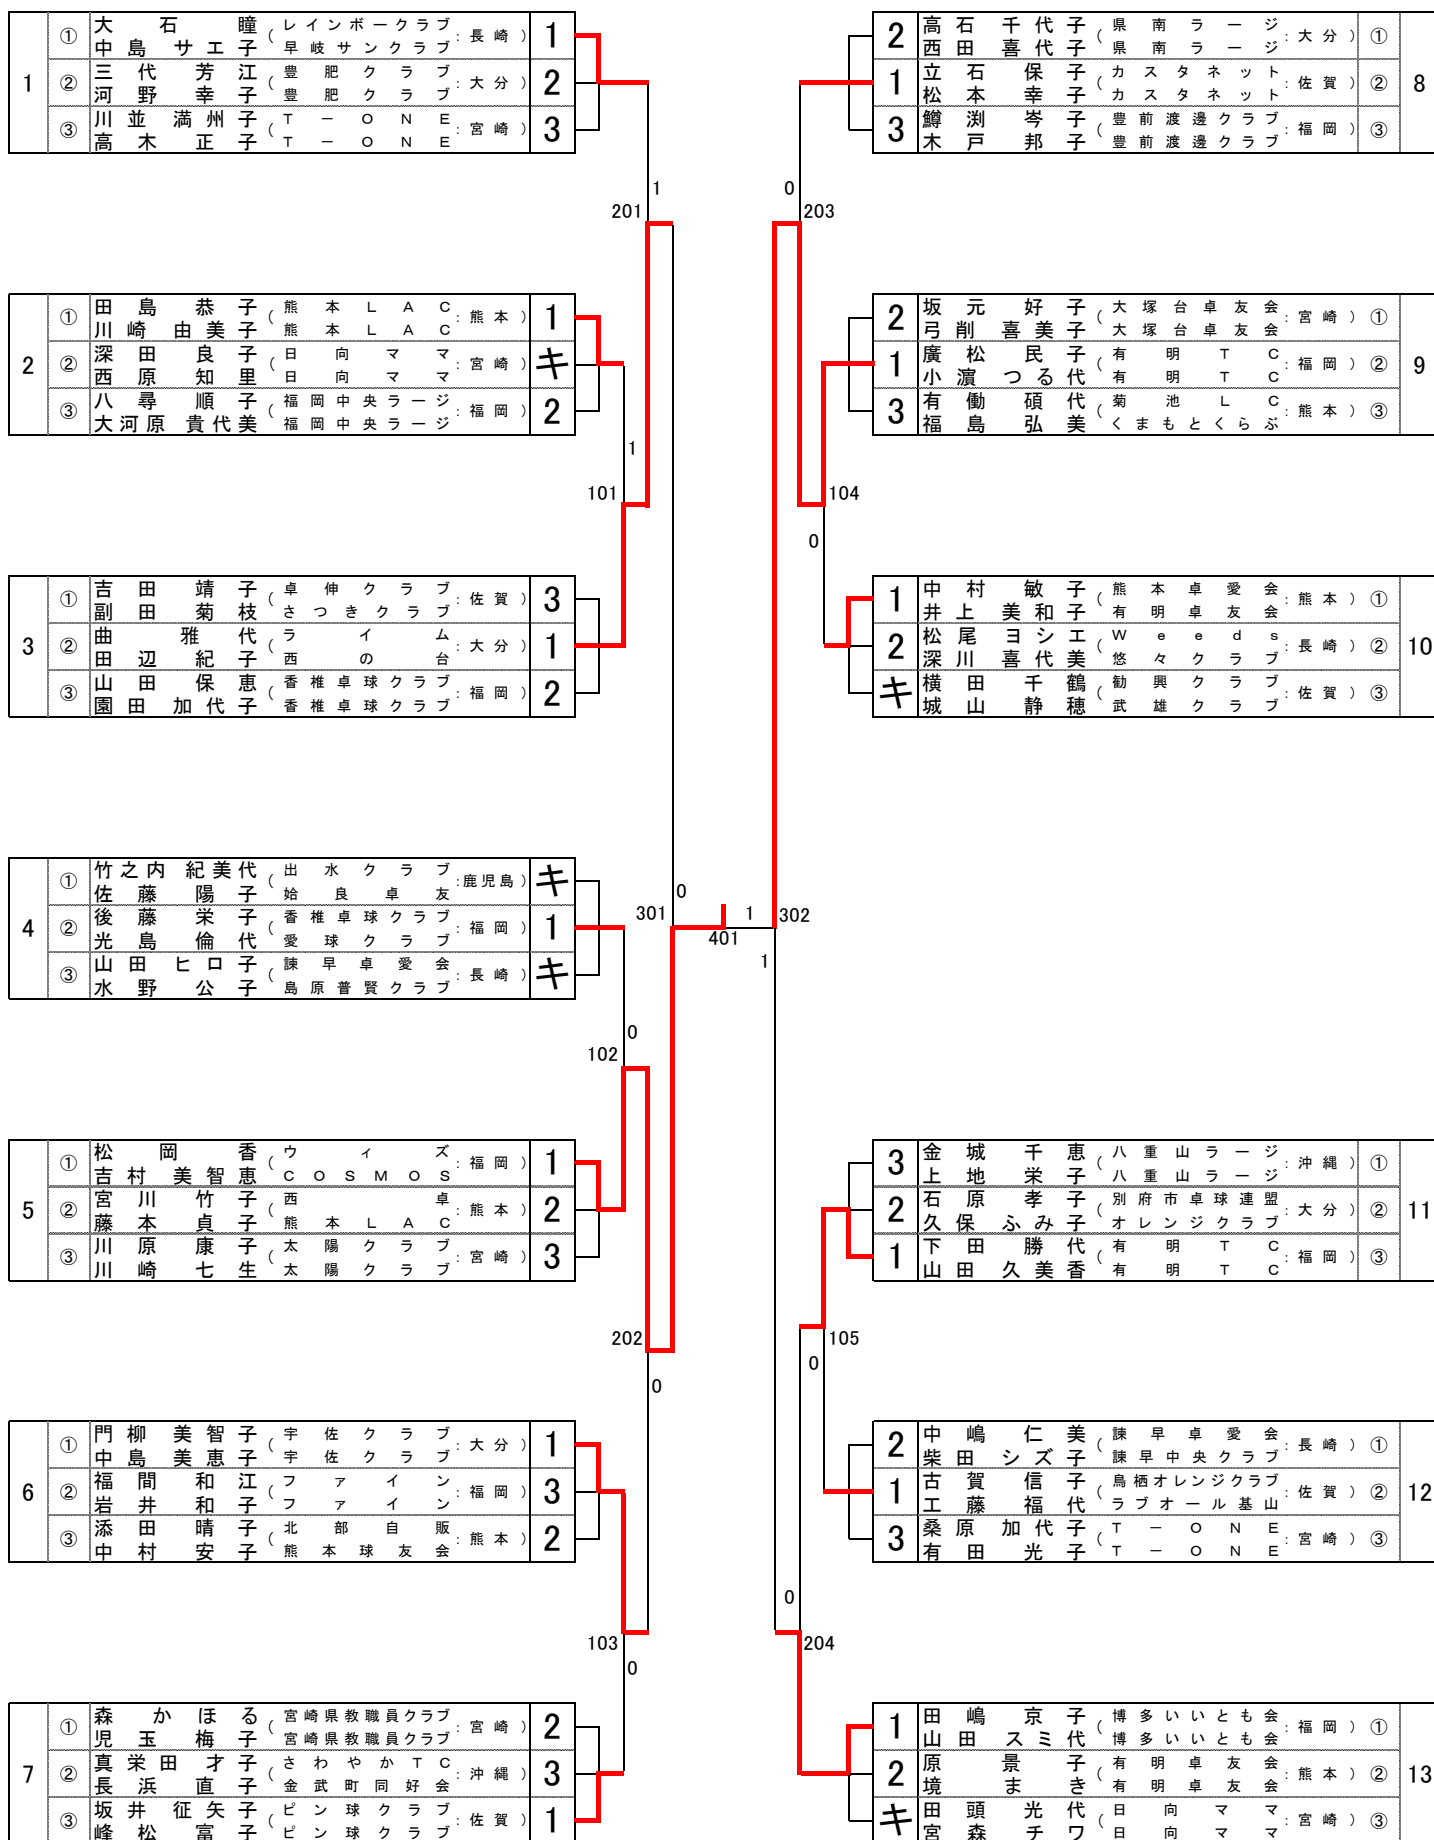 1
① 大石瞳 (レインボークラブ : 長崎) 1
中島サエ子 早岐サンクラブ
② 三代芳江 (豊肥クラブ : 大分) 2
河野幸子 豊肥クラブ
③ 川並満州子 (T－ONE : 宮崎) 3
高木正子 T－ONE
1
201
2
① 田島恭子 (熊本LAC : 熊本) 1
川崎由美子 熊本LAC
② 深田良子 (日向ママ : 宮崎) キ
西原知里 日向ママ
③ 八尋順子 (福岡中央ラージ : 福岡) 2
大河原貴代美 福岡中央ラージ
1
101
3
① 吉田靖子 (卓伸クラブ : 佐賀) 3
副田菊枝 さつきクラブ
② 曲雅代 (ライム : 大分) 1
田辺紀子 西の台
③ 山田保恵 (香椎卓球クラブ : 福岡) 2
園田加代子 香椎卓球クラブ
4
① 竹之内紀美代 (出水クラブ : 鹿児島) キ
佐藤陽子 姶良卓友
② 後藤栄子 (香椎卓球クラブ : 福岡) 1
光島倫代 愛球クラブ
③ 山田ヒロ子 (諫早卓愛会 : 長崎) キ
水野公子 島原普賢クラブ
0
301
401
0
102
5
① 松岡香 (ウィズ : 福岡) 1
吉村美智恵 COSMOS
② 宮川竹子 (西卓 : 熊本) 2
藤本貞子 熊本LAC
③ 川原康子 (太陽クラブ : 宮崎) 3
川崎七生 太陽クラブ
202
0
6
① 門柳美智子 (宇佐クラブ : 大分) 1
中島美恵子 宇佐クラブ
② 福間和江 (ファイン : 福岡) 3
岩井和子 ファイン
③ 添田晴子 (北部自販 : 熊本) 2
中村安子 熊本球友会
103
0
7
① 森かほる (宮崎県教職員クラブ : 宮崎) 2
児玉梅子 宮崎県教職員クラブ
② 真栄田才子 (さわやかTC : 沖縄) 3
長浜直子 金武町同好会
③ 坂井征矢子 (ピン球クラブ : 佐賀) 1
峰松富子 ピン球クラブ
8
2 高石千代子 (県南ラージ : 大分) ①
西田喜代子 県南ラージ
1 立石保子 (カスタネット : 佐賀) ②
松本幸子 カスタネット
3 鱒渕岑子 (豊前渡邊クラブ : 福岡) ③
木戸邦子 豊前渡邊クラブ
0
203
9
2 坂元好子 (大塚台卓友会 : 宮崎) ①
弓削喜美子 大塚台卓友会
1 廣松民子 (有明TC : 福岡) ②
小濵つる代 有明TC
3 有働碩代 (菊池LC : 熊本) ③
福島弘美 くまもとくらぶ
104
0
10
1 中村敏子 (熊本卓愛会 : 熊本) ①
井上美和子 有明卓友会
2 松尾ヨシエ (Weeds : 長崎) ②
深川喜代美 悠々クラブ
キ 横田千鶴 (勧興クラブ : 佐賀) ③
城山静穂 武雄クラブ
1
302
1
11
3 金城千恵 (八重山ラージ : 沖縄) ①
上地栄子 八重山ラージ
2 石原孝子 (別府市卓球連盟 : 大分) ②
久保ふみ子 オレンジクラブ
1 下田勝代 (有明TC : 福岡) ③
山田久美香 有明TC
105
0
12
2 中嶋仁美 (諫早卓愛会 : 長崎) ①
柴田シズ子 諫早中央クラブ
1 古賀信子 (鳥栖オレンジクラブ : 佐賀) ②
工藤福代 ラブオール基山
3 桑原加代子 (T－ONE : 宮崎) ③
有田光子 T－ONE
0
204
13
1 田嶋京子 (博多いいとも会 : 福岡) ①
山田スミ代 博多いいとも会
2 原景子 (有明卓友会 : 熊本) ②
境まき 有明卓友会
キ 田頭光代 (日向ママ : 宮崎) ③
宮森チワ 日向ママ